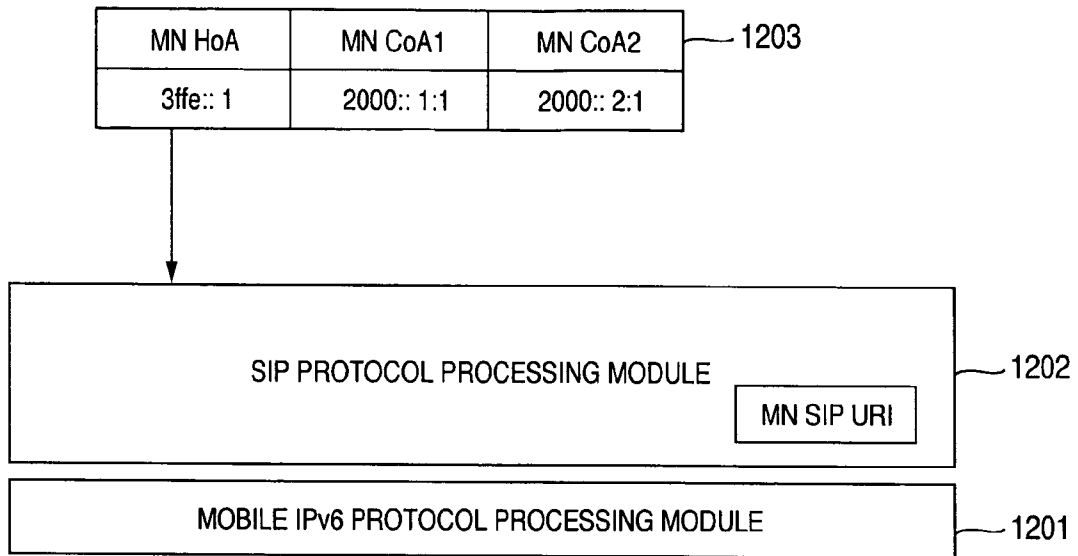 MN HoA MN CoA1 MN CoA2 1203
3ffe:: 1 2000:: 1:1 2000:: 2:1
SIP PROTOCOL PROCESSING MODULE 1202
MN SIP URI
MOBILE IPv6 PROTOCOL PROCESSING MODULE 1201